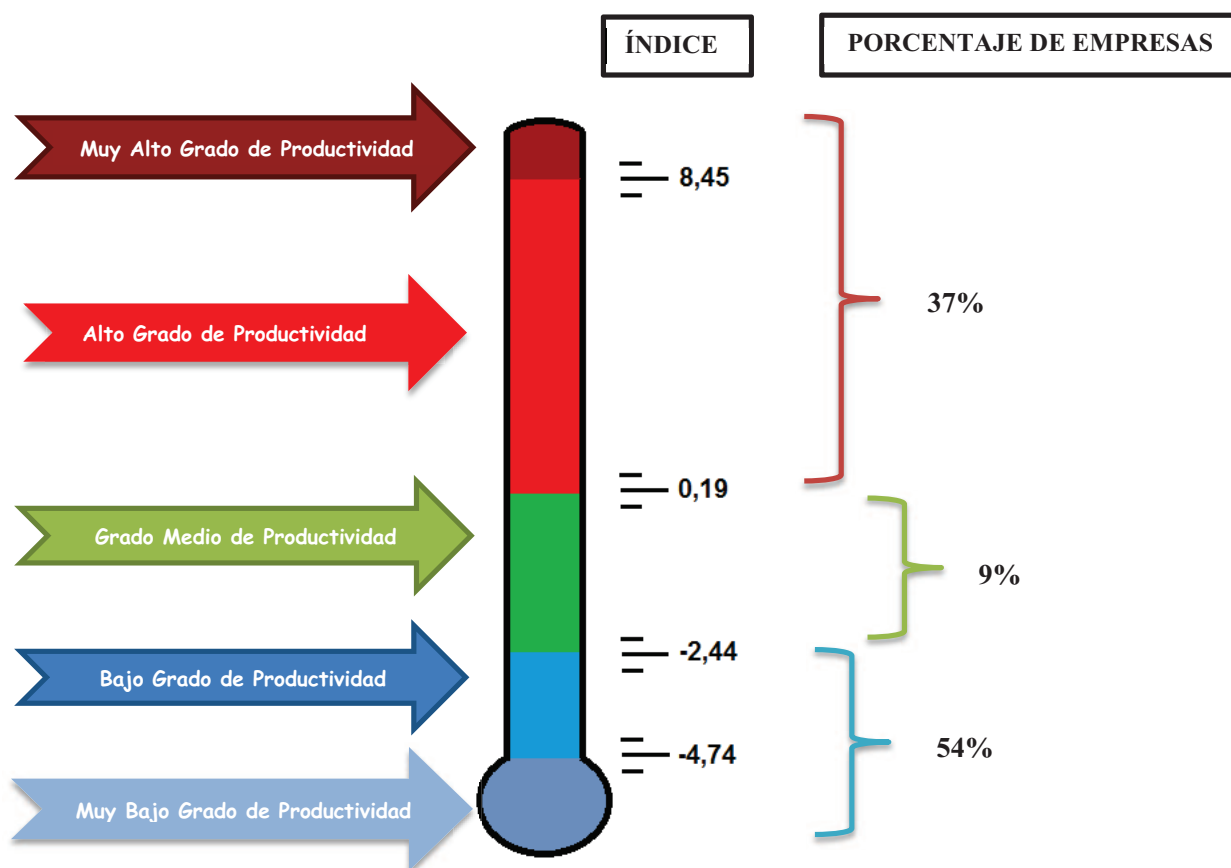 ÍNDICE
PORCENTAJE DE EMPRESAS
Muy Alto Grado de Productividad
8,45
37%
Alto Grado de Productividad
0,19
Grado Medio de Productividad
9%
-2,44
Bajo Grado de Productividad
54%
-4,74
Muy Bajo Grado de Productividad